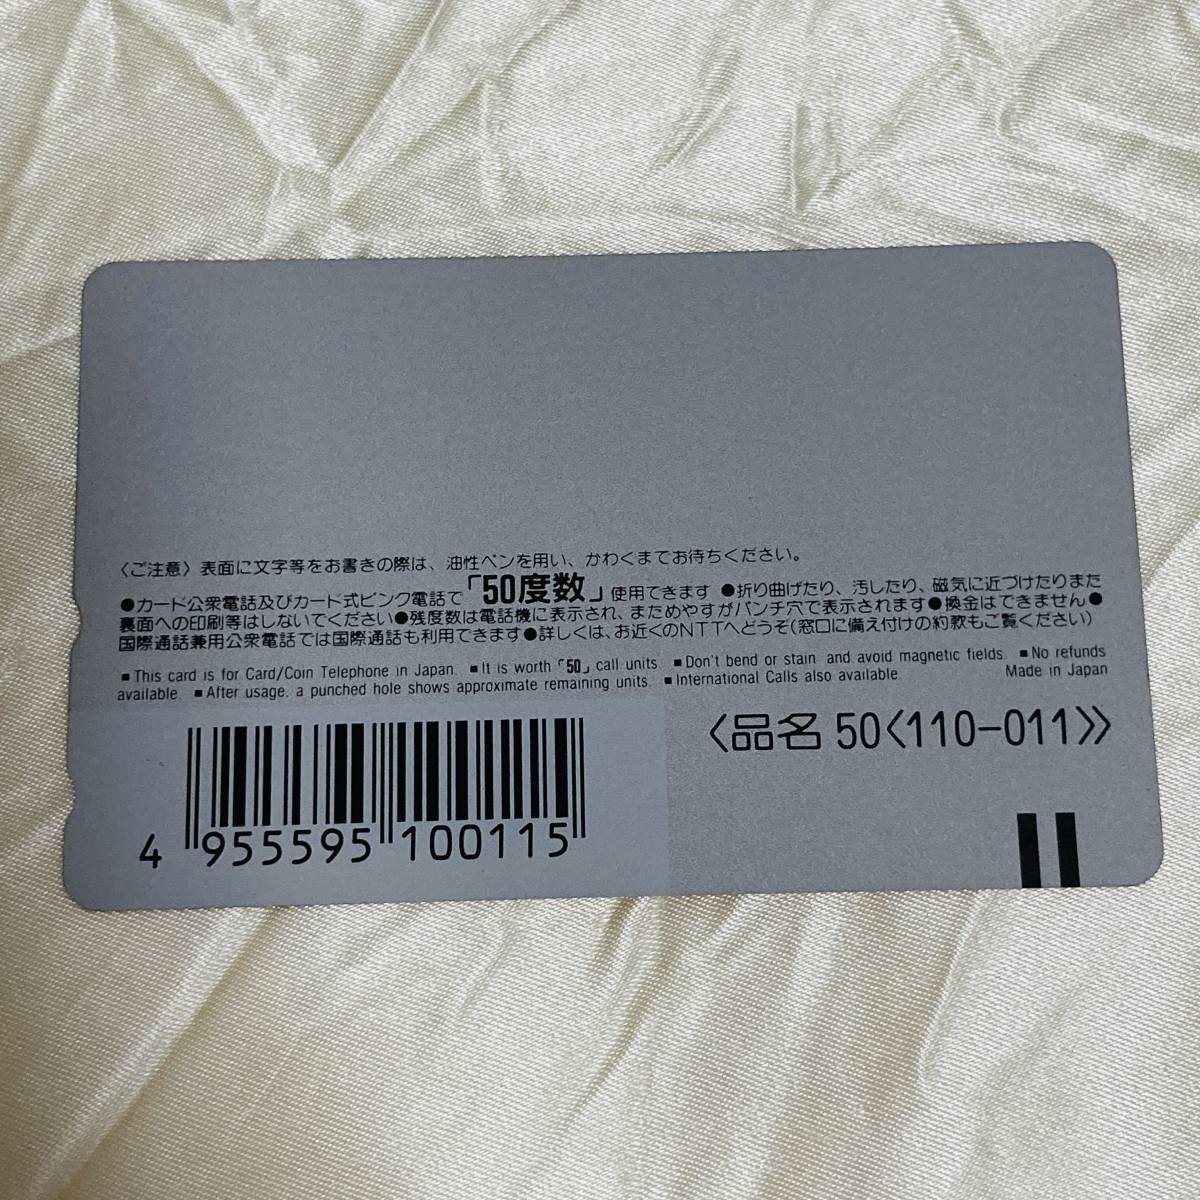 〈ご注意〉表面に文字等をお書きの際は、油性ペンを用い、かわくまでお待ちください。
●カード公衆電話及びカード式ピンク電話で「50度数」使用できます ●折り曲げたり、汚したり、磁気に近づけたりまた
裏面への印刷等はしないでください●残度数は電話機に表示され、まためやすがパンチ穴で表示されます●換金はできません●
国際通話兼用公衆電話では国際通話も利用できます●詳しくは、お近くのNTTへどうぞ(窓口に備え付けの約款もご覧ください)
■This card is for Card/Coin Telephone in Japan. ■It is worth「50」call units ■Don't bend or stain and avoid magnetic fields. ■No refunds
available ■After usage, a punched hole shows approximate remaining units. ■International Calls also available. Made in Japan
〈品名 50〈110-011〉〉
4 955595 100115